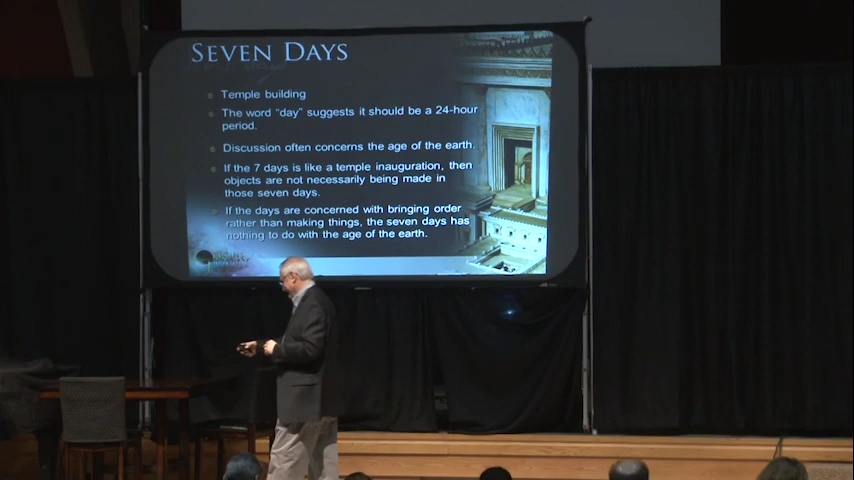 SEVEN DAYS
Temple building
The word "day" suggests it should be a 24-hour
period.
Discussion often concerns the age of the earth.
If the 7 days is like a temple inauguration, then
objects are not necessarily being made in
those seven days.
If the days are concerned with bringing order
rather than making things, the seven days has
nothing to do with the age of the earth.